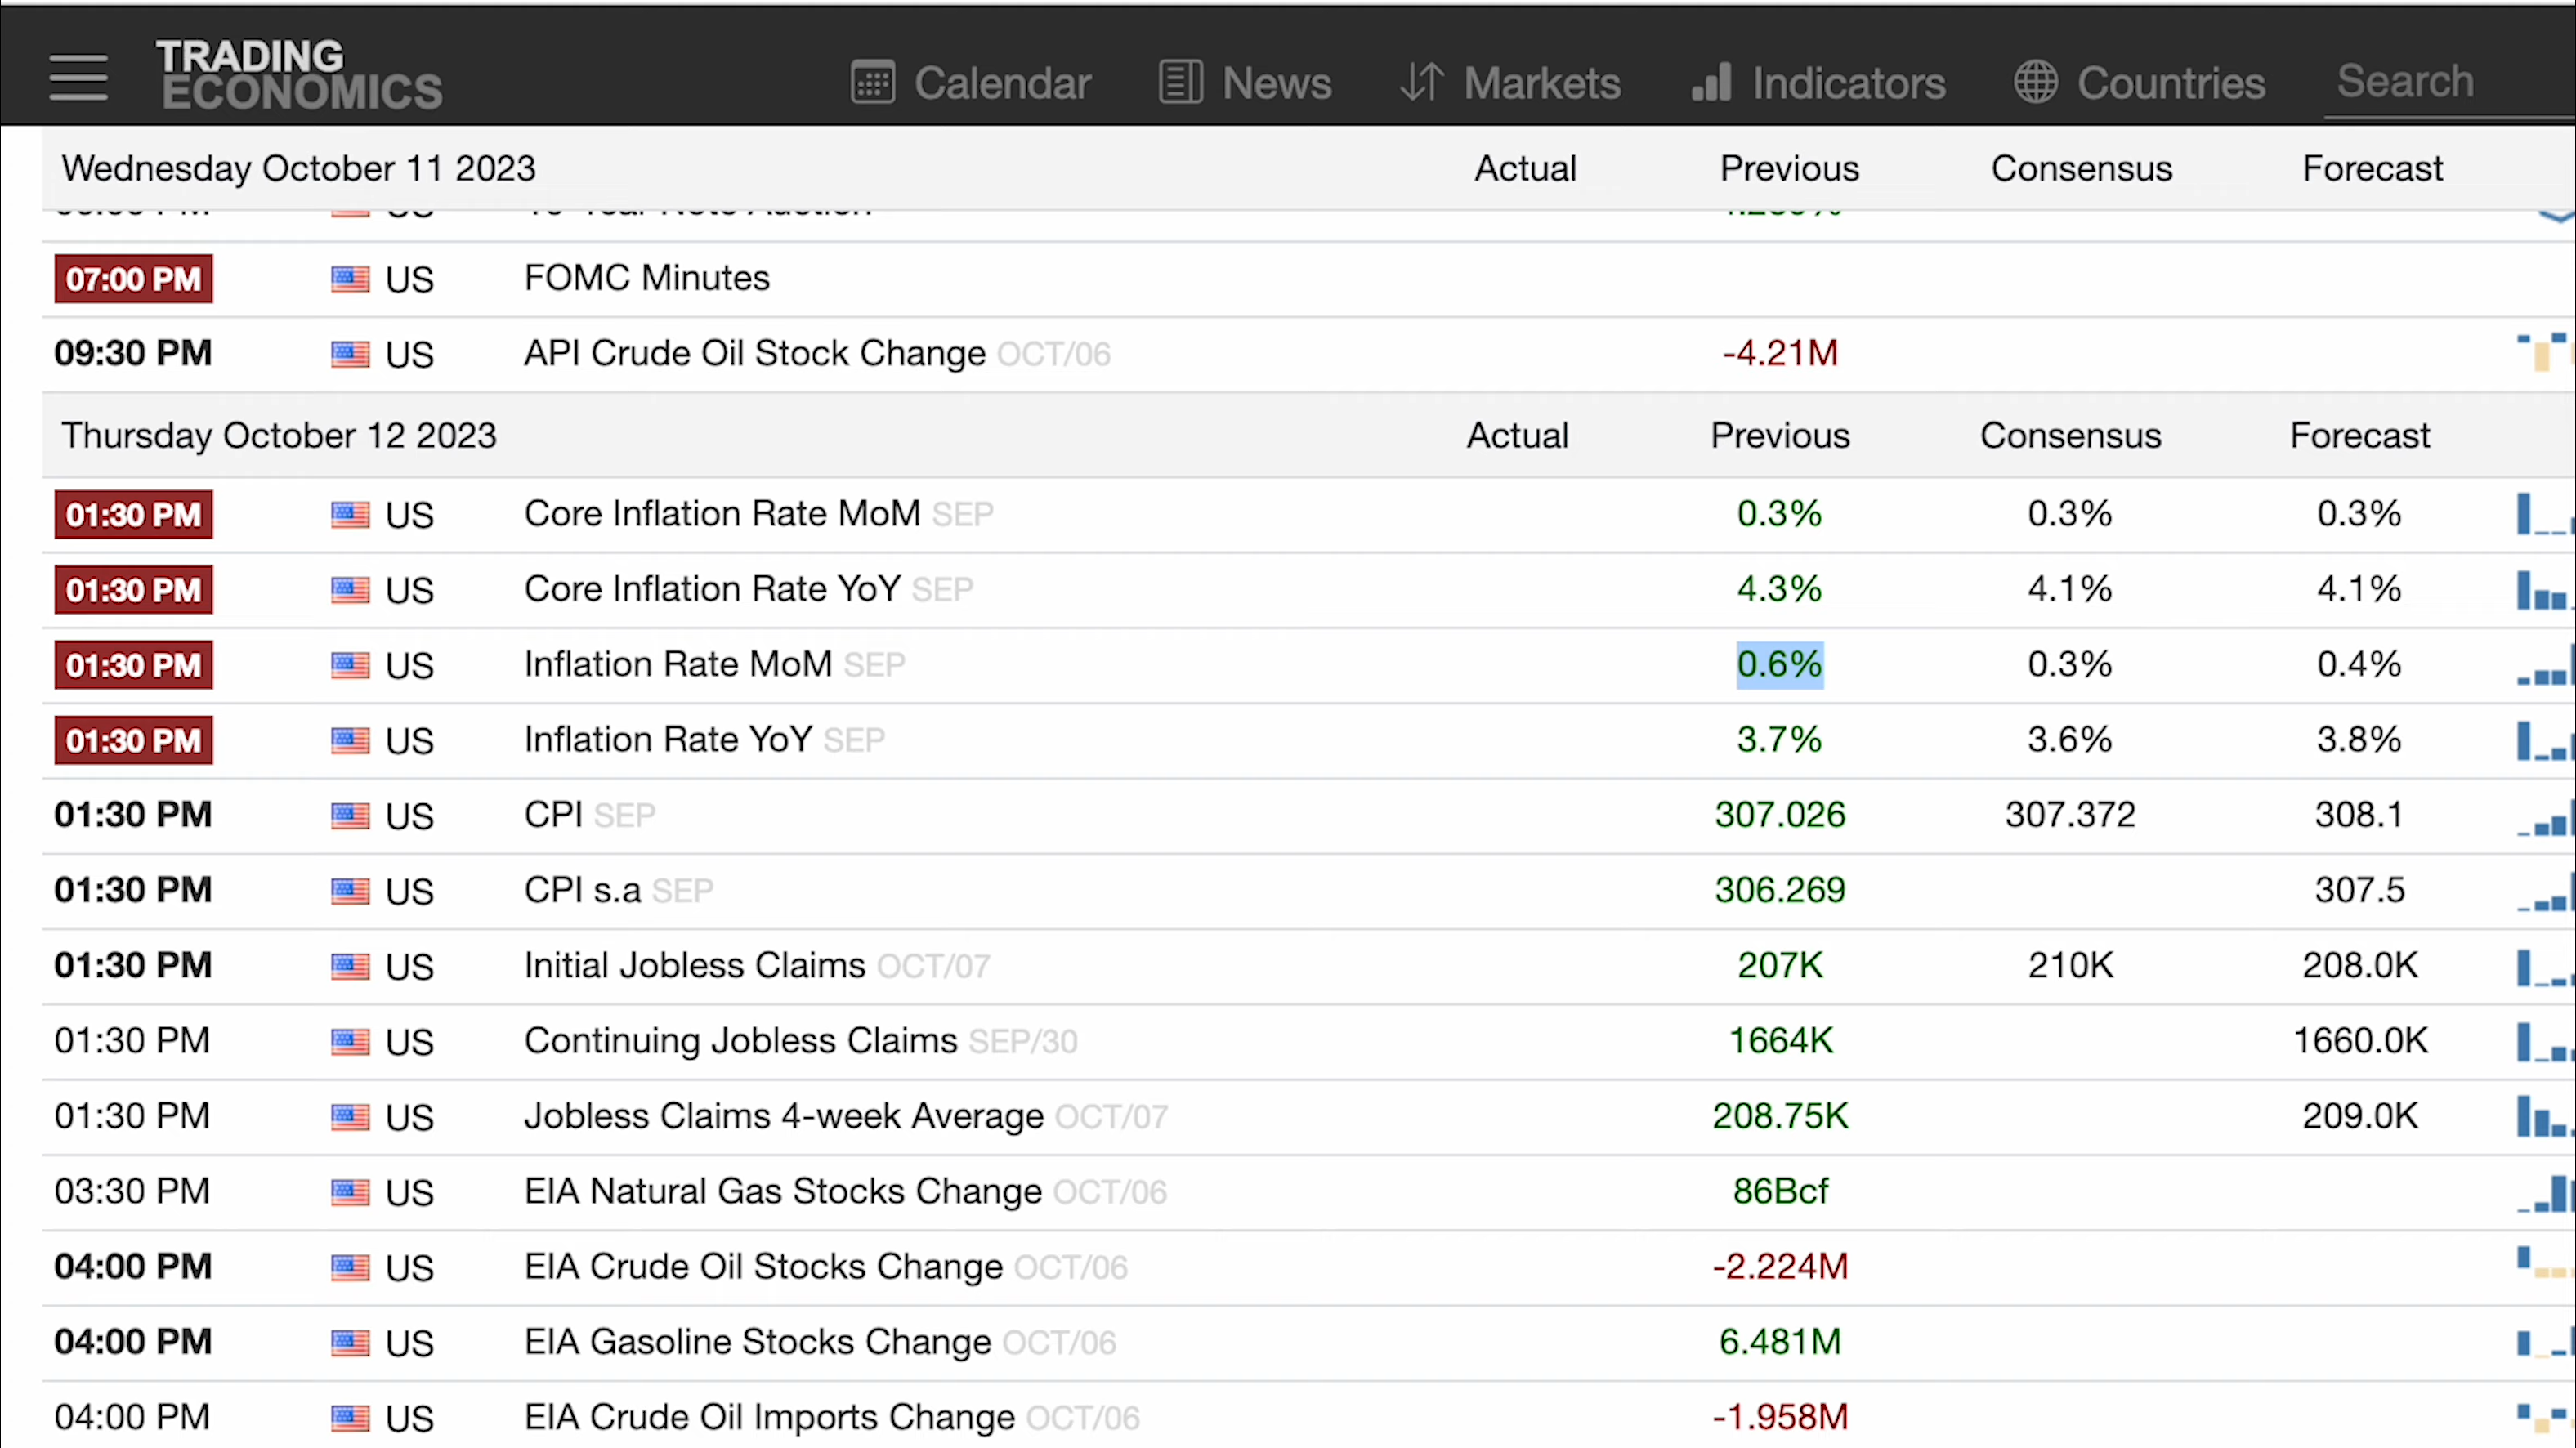 TRADING
ECONOMICS
Calendar News Markets Indicators Countries Search
Wednesday October 11 2023 Actual Previous Consensus Forecast
07:00 PM US FOMC Minutes
09:30 PM US API Crude Oil Stock Change OCT/06 -4.21M
Thursday October 12 2023 Actual Previous Consensus Forecast
01:30 PM US Core Inflation Rate MoM SEP 0.3% 0.3% 0.3%
01:30 PM US Core Inflation Rate YoY SEP 4.3% 4.1% 4.1%
01:30 PM US Inflation Rate MoM SEP 0.6% 0.3% 0.4%
01:30 PM US Inflation Rate YoY SEP 3.7% 3.6% 3.8%
01:30 PM US CPI SEP 307.026 307.372 308.1
01:30 PM US CPI s.a SEP 306.269 307.5
01:30 PM US Initial Jobless Claims OCT/07 207K 210K 208.0K
01:30 PM US Continuing Jobless Claims SEP/30 1664K 1660.0K
01:30 PM US Jobless Claims 4-week Average OCT/07 208.75K 209.0K
03:30 PM US EIA Natural Gas Stocks Change OCT/06 86Bcf
04:00 PM US EIA Crude Oil Stocks Change OCT/06 -2.224M
04:00 PM US EIA Gasoline Stocks Change OCT/06 6.481M
04:00 PM US EIA Crude Oil Imports Change OCT/06 -1.958M